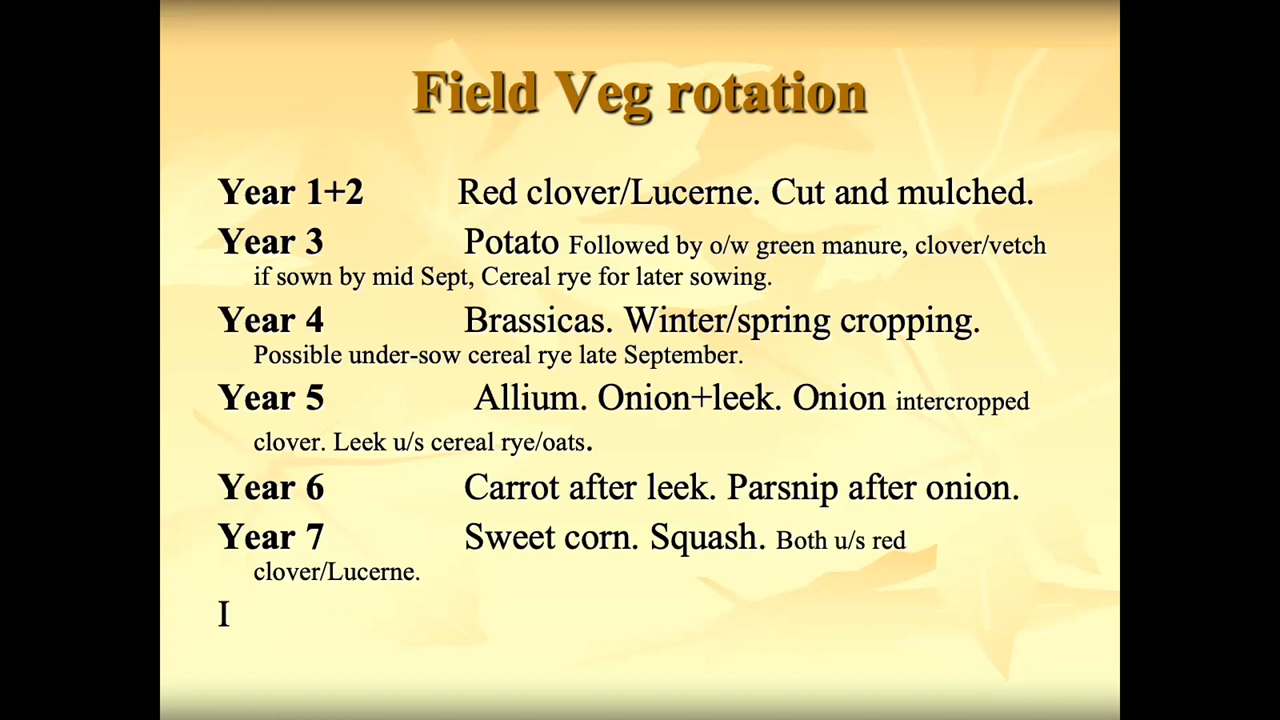 Field Veg rotation
Year 1+2 Red clover/Lucerne. Cut and mulched.
Year 3 Potato Followed by o/w green manure, clover/vetch
if sown by mid Sept, Cereal rye for later sowing.
Year 4 Brassicas. Winter/spring cropping.
Possible under-sow cereal rye late September.
Year 5 Allium. Onion+leek. Onion intercropped
clover. Leek u/s cereal rye/oats.
Year 6 Carrot after leek. Parsnip after onion.
Year 7 Sweet corn. Squash. Both u/s red
clover/Lucerne.
I